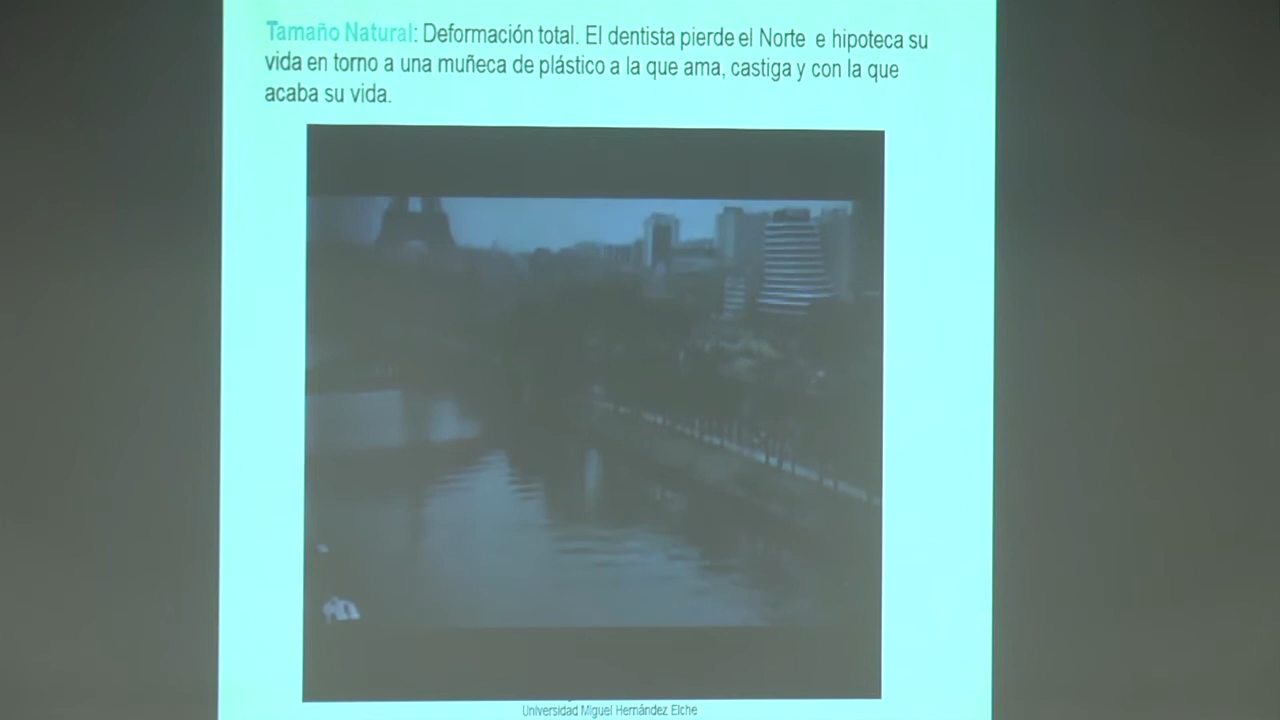 Tamaño Natural: Deformación total. El dentista pierde el Norte e hipoteca su
vida en torno a una muñeca de plástico a la que ama, castiga y con la que
acaba su vida.
Universidad Miguel Hernández Elche